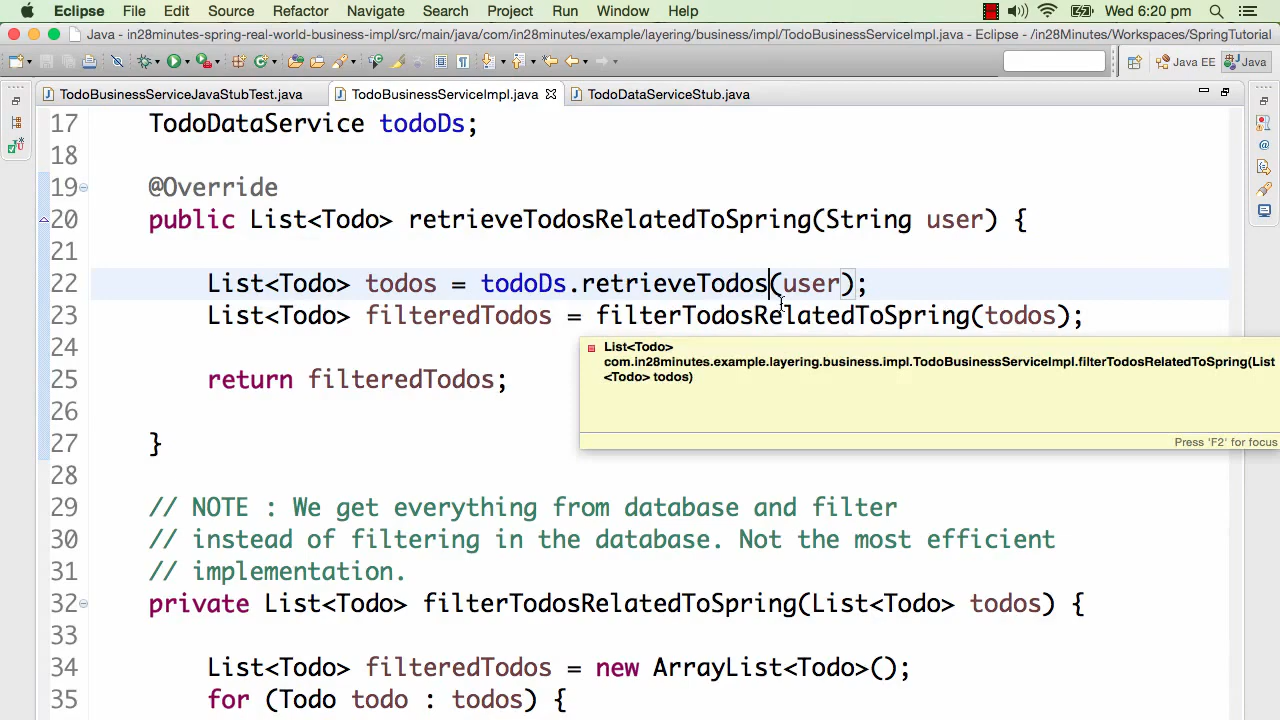 Eclipse File Edit Source Refactor Navigate Search Project Run Window Help Wed 6:20 pm
Java - in28minutes-spring-real-world-business-impl/src/main/java/com/in28minutes/example/layering/business/impl/TodoBusinessServiceImpl.java - Eclipse - /in28Minutes/Workspaces/SpringTutorial
Java EE Java
TodoBusinessServiceJavaStubTest.java TodoBusinessServiceImpl.java TodoDataServiceStub.java
17 TodoDataService todoDs;
18
19 @Override
20 public List<Todo> retrieveTodosRelatedToSpring(String user) {
21
22 List<Todo> todos = todoDs.retrieveTodos(user);
23 List<Todo> filteredTodos = filterTodosRelatedToSpring(todos);
List<Todo>
com.in28minutes.example.layering.business.impl.TodoBusinessServiceImpl.filterTodosRelatedToSpring(List
<Todo> todos)
Press 'F2' for focus
25 return filteredTodos;
26
27 }
28
29 // NOTE : We get everything from database and filter
30 // instead of filtering in the database. Not the most efficient
31 // implementation.
32 private List<Todo> filterTodosRelatedToSpring(List<Todo> todos) {
33
34 List<Todo> filteredTodos = new ArrayList<Todo>();
35 for (Todo todo : todos) {